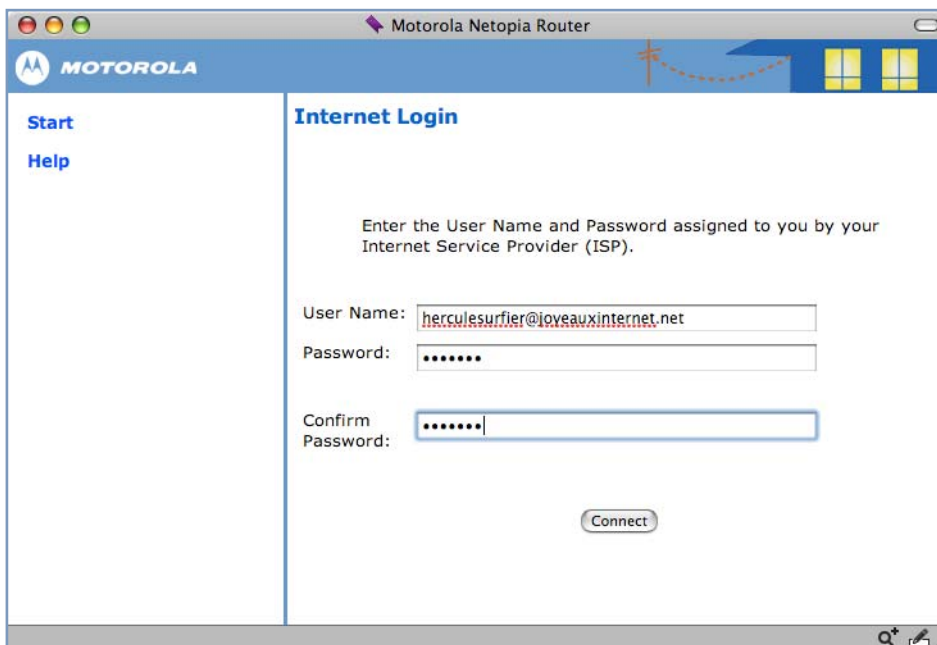 Motorola Netopia Router
MOTOROLA
Start
Help
Internet Login
Enter the User Name and Password assigned to you by your
Internet Service Provider (ISP).
User Name: herculesurfier@joyeauxinternet.net
Password: •••••••
Confirm
Password: •••••••
Connect